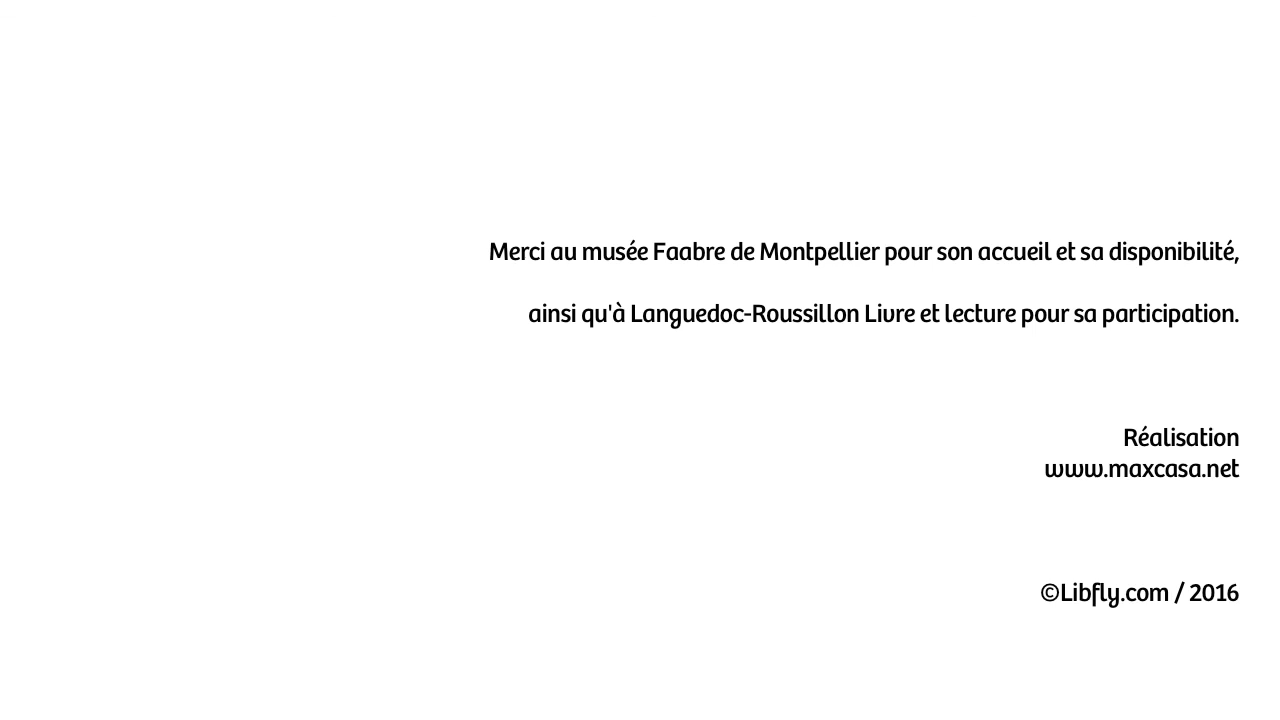 Merci au musée Faabre de Montpellier pour son accueil et sa disponibilité,
ainsi qu'à Languedoc-Roussillon Livre et lecture pour sa participation.
Réalisation
www.maxcasa.net
©Libfly.com / 2016